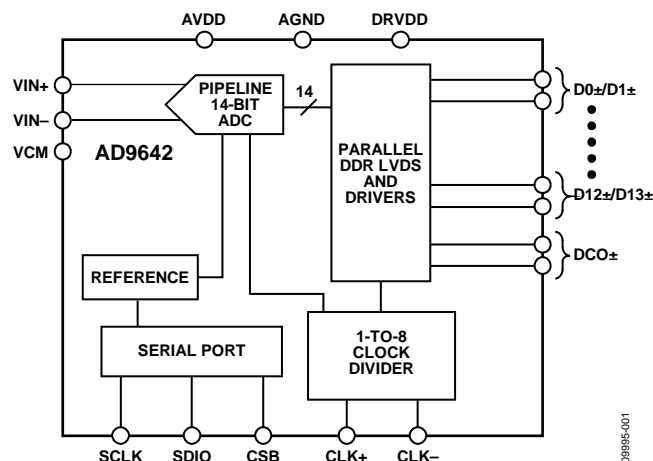 AVDD AGND DRVDD
VIN+
VIN–
VCM
AD9642
PIPELINE
14-BIT
ADC
14
PARALLEL
DDR LVDS
AND
DRIVERS
D0±/D1±
D12±/D13±
DCO±
REFERENCE
SERIAL PORT
1-TO-8
CLOCK
DIVIDER
SCLK SDIO CSB CLK+ CLK–
09995-001